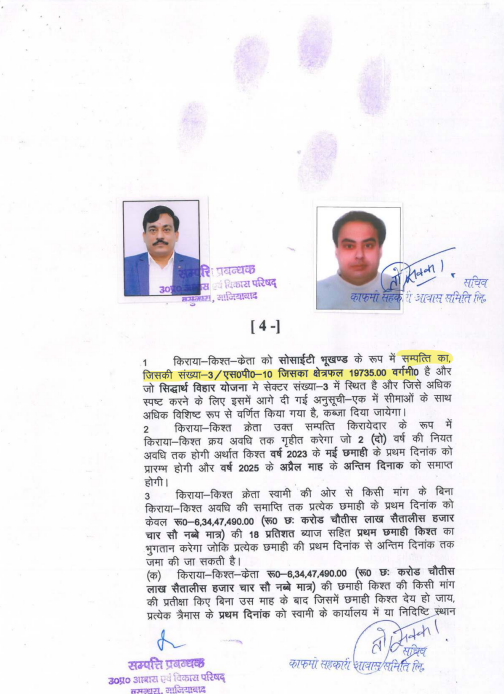 सम्पत्ति प्रबन्धक
उ0प्र0 आवास एवं विकास परिषद्
वसुन्धरा, गाजियाबाद
सचिव
काफमो सहकारी आवास समिति लि.
[4-]
1 किराया–किश्त–केता को सोसाईटी भूखण्ड के रूप में सम्पत्ति का,
जिसकी संख्या–3/एस0पी0–10 जिसका क्षेत्रफल 19735.00 वर्गमी0 है और
जो सिद्धार्थ विहार योजना मे सेक्टर संख्या–3 में स्थित है और जिसे अधिक
स्पष्ट करने के लिए इसमें आगे दी गई अनुसूची–एक में सीमाओं के साथ
अधिक विशिष्ट रूप से वर्णित किया गया है, कब्जा दिया जायेगा।
2 किराया–किश्त क्रेता उक्त सम्पत्ति किरायेदार के रूप में
किराया–किश्त क्रय अवधि तक गृहीत करेगा जो 2 (दो) वर्ष की नियत
अवधि तक होगी अर्थात किश्त वर्ष 2023 के मई छमाही के प्रथम दिनांक को
प्रारम्भ होगी और वर्ष 2025 के अप्रैल माह के अन्तिम दिनांक को समाप्त
होगी।
3 किराया–किश्त क्रेता स्वामी की ओर से किसी मांग के बिना
किराया–किश्त अवधि की समाप्ति तक प्रत्येक छमाही के प्रथम दिनांक को
केवल रू0–6,34,47,490.00 (रू0 छः करोड चौतीस लाख सैतालीस हजार
चार सौ नब्बे मात्र) की 18 प्रतिशत ब्याज सहित प्रथम छमाही किश्त का
भुगतान करेगा जोकि प्रत्येक छमाही की प्रथम दिनांक से अन्तिम दिनांक तक
जमा की जा सकती है।
(क) किराया–किश्त–केता रू0–6,34,47,490.00 (रू0 छः करोड चौतीस
लाख सैतालीस हजार चार सौ नब्बे मात्र) की छमाही की किश्त की किसी मांग
की प्रतीक्षा किए बिना उस माह के बाद जिसमें छमाही किश्त देय हो जाय,
प्रत्येक त्रैमास के प्रथम दिनांक को स्वामी के कार्यालय में या निदिष्टि स्थान
सचिव
काफमो सहकारी आवास समिति लि.
सम्पत्ति प्रबन्धक
उ0प्र0 आवास एवं विकास परिषद्
वसुन्धरा, गाजियाबाद